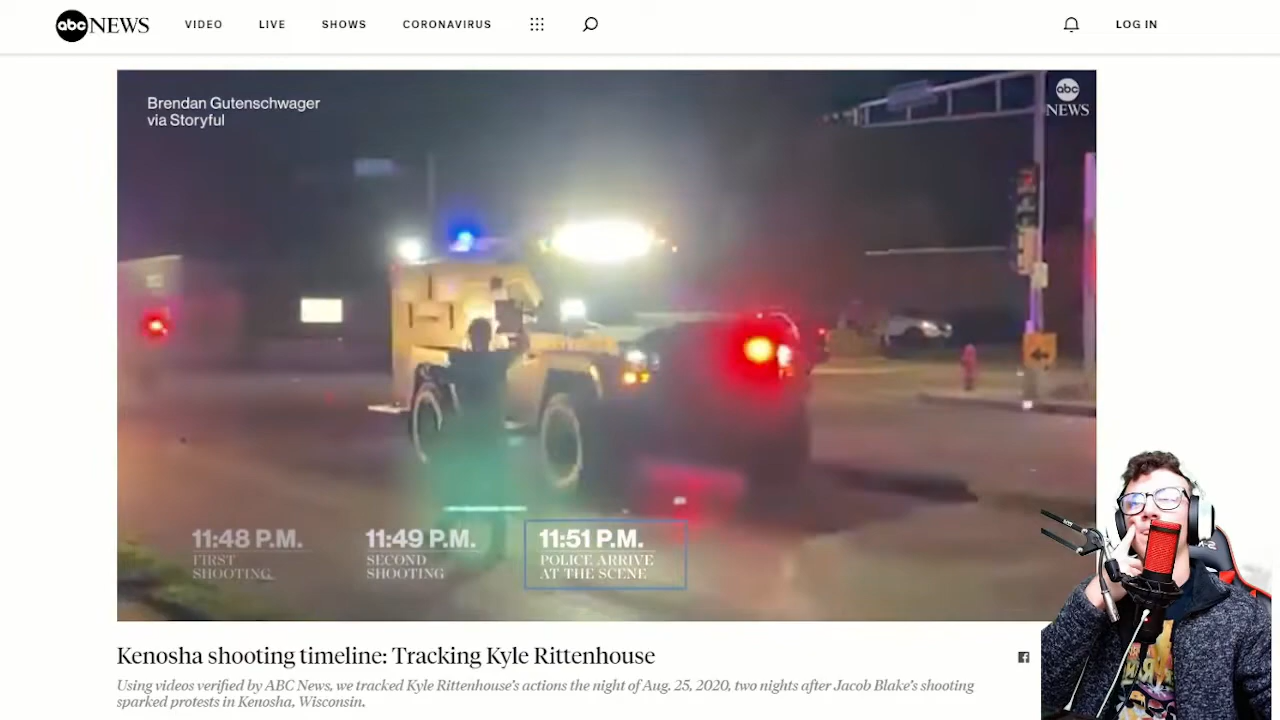 abc NEWS VIDEO LIVE SHOWS CORONAVIRUS LOG IN
Brendan Gutenschwager
via Storyful
abc
NEWS
11:48 P.M. 11:49 P.M. 11:51 P.M.
FIRST SECOND POLICE ARRIVE
SHOOTING SHOOTING AT THE SCENE
Kenosha shooting timeline: Tracking Kyle Rittenhouse
Using videos verified by ABC News, we tracked Kyle Rittenhouse's actions the night of Aug. 25, 2020, two nights after Jacob Blake's shooting
sparked protests in Kenosha, Wisconsin.